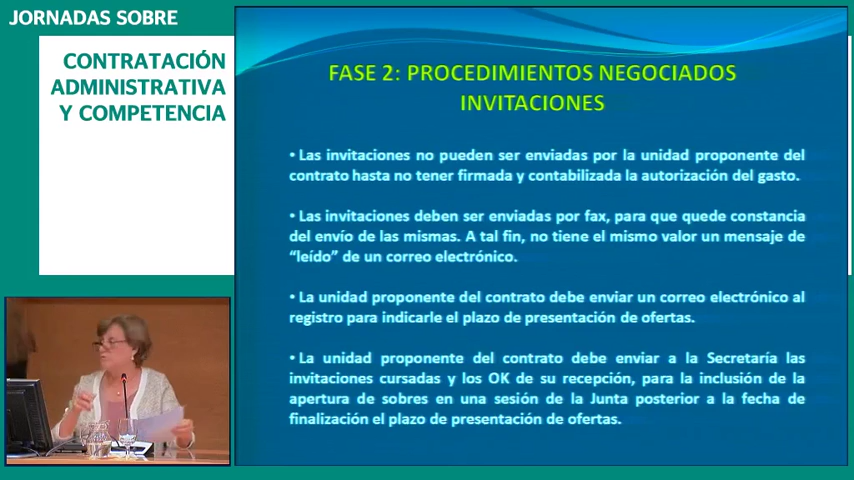 JORNADAS SOBRE
CONTRATACIÓN
ADMINISTRATIVA
Y COMPETENCIA
FASE 2: PROCEDIMIENTOS NEGOCIADOS
INVITACIONES
• Las invitaciones no pueden ser enviadas por la unidad proponente del
contrato hasta no tener firmada y contabilizada la autorización del gasto.
• Las invitaciones deben ser enviadas por fax, para que quede constancia
del envío de las mismas. A tal fin, no tiene el mismo valor un mensaje de
“leído” de un correo electrónico.
• La unidad proponente del contrato debe enviar un correo electrónico al
registro para indicarle el plazo de presentación de ofertas.
• La unidad proponente del contrato debe enviar a la Secretaría las
invitaciones cursadas y los OK de su recepción, para la inclusión de la
apertura de sobres en una sesión de la Junta posterior a la fecha de
finalización el plazo de presentación de ofertas.